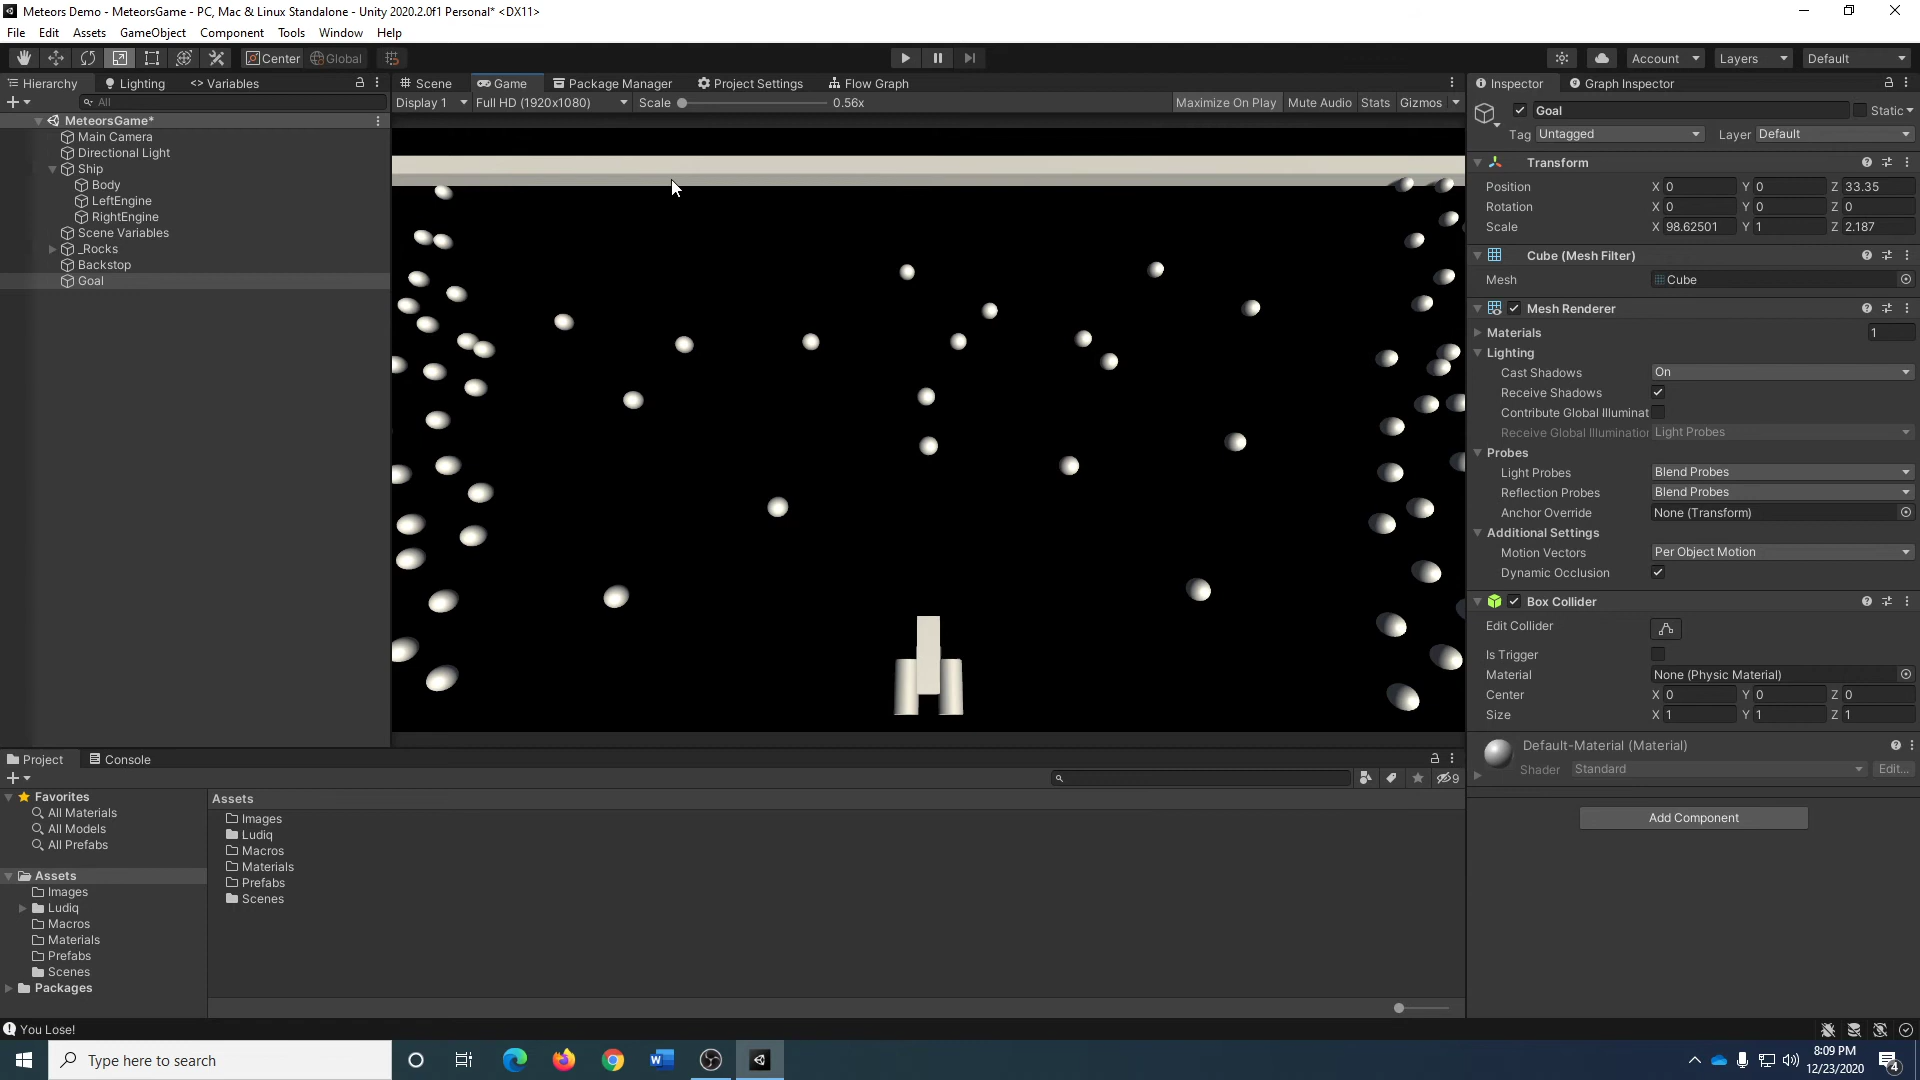 Meteors Demo - MeteorsGame - PC, Mac & Linux Standalone - Unity 2020.2.0f1 Personal* <DX11>
File Edit Assets GameObject Component Tools Window Help
Center Global Account Layers Default
Hierarchy Lighting <> Variables Scene Game Package Manager Project Settings Flow Graph Inspector Graph Inspector
All Display 1 Full HD (1920x1080) Scale 0.56x Maximize On Play Mute Audio Stats Gizmos
MeteorsGame*
Main Camera
Directional Light
Ship
Body
LeftEngine
RightEngine
Scene Variables
_Rocks
Backstop
Goal
Goal Static
Tag Untagged Layer Default
Transform
Position X 0 Y 0 Z 33.35
Rotation X 0 Y 0 Z 0
Scale X 98.62501 Y 1 Z 2.187
Cube (Mesh Filter)
Mesh Cube
Mesh Renderer
Materials 1
Lighting
Cast Shadows On
Receive Shadows
Contribute Global Illuminat
Receive Global Illumination Light Probes
Probes
Light Probes Blend Probes
Reflection Probes Blend Probes
Anchor Override None (Transform)
Additional Settings
Motion Vectors Per Object Motion
Dynamic Occlusion
Box Collider
Edit Collider
Is Trigger
Material None (Physic Material)
Center X 0 Y 0 Z 0
Size X 1 Y 1 Z 1
Default-Material (Material)
Shader Standard Edit...
Add Component
Project Console
9
Favorites
All Materials
All Models
All Prefabs
Assets
Images
Ludiq
Macros
Materials
Prefabs
Scenes
Packages
Assets
Images
Ludiq
Macros
Materials
Prefabs
Scenes
You Lose!
Type here to search
8:09 PM
12/23/2020
4